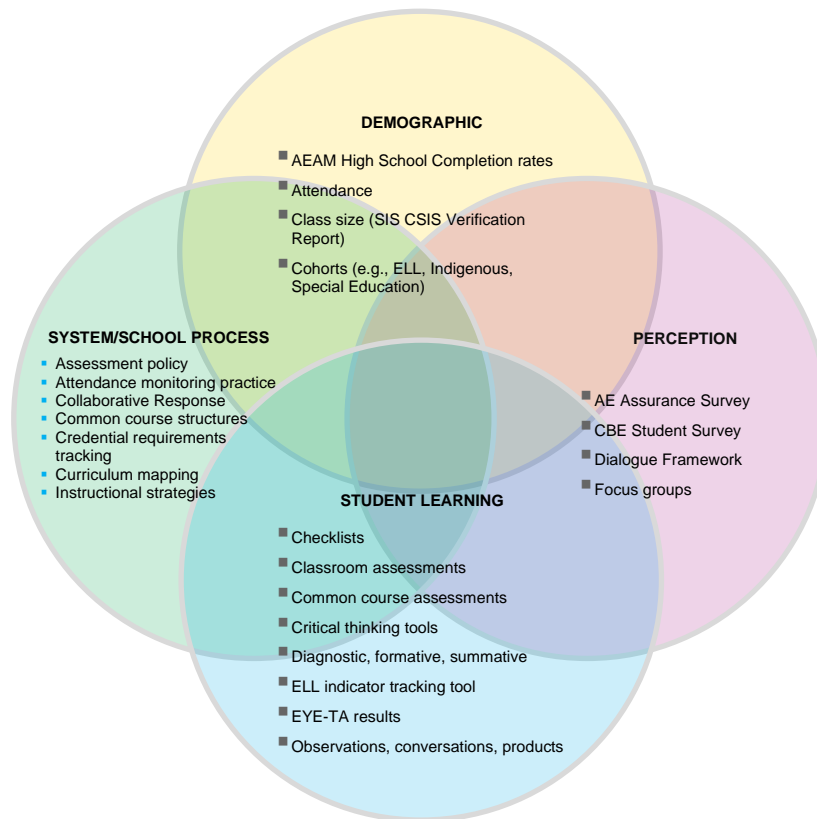 DEMOGRAPHIC
AEAM High School Completion rates
Attendance
Class size (SIS CSIS Verification
Report)
Cohorts (e.g., ELL, Indigenous,
Special Education)
SYSTEM/SCHOOL PROCESS
Assessment policy
Attendance monitoring practice
Collaborative Response
Common course structures
Credential requirements
tracking
Curriculum mapping
Instructional strategies
PERCEPTION
AE Assurance Survey
CBE Student Survey
Dialogue Framework
Focus groups
STUDENT LEARNING
Checklists
Classroom assessments
Common course assessments
Critical thinking tools
Diagnostic, formative, summative
ELL indicator tracking tool
EYE-TA results
Observations, conversations, products